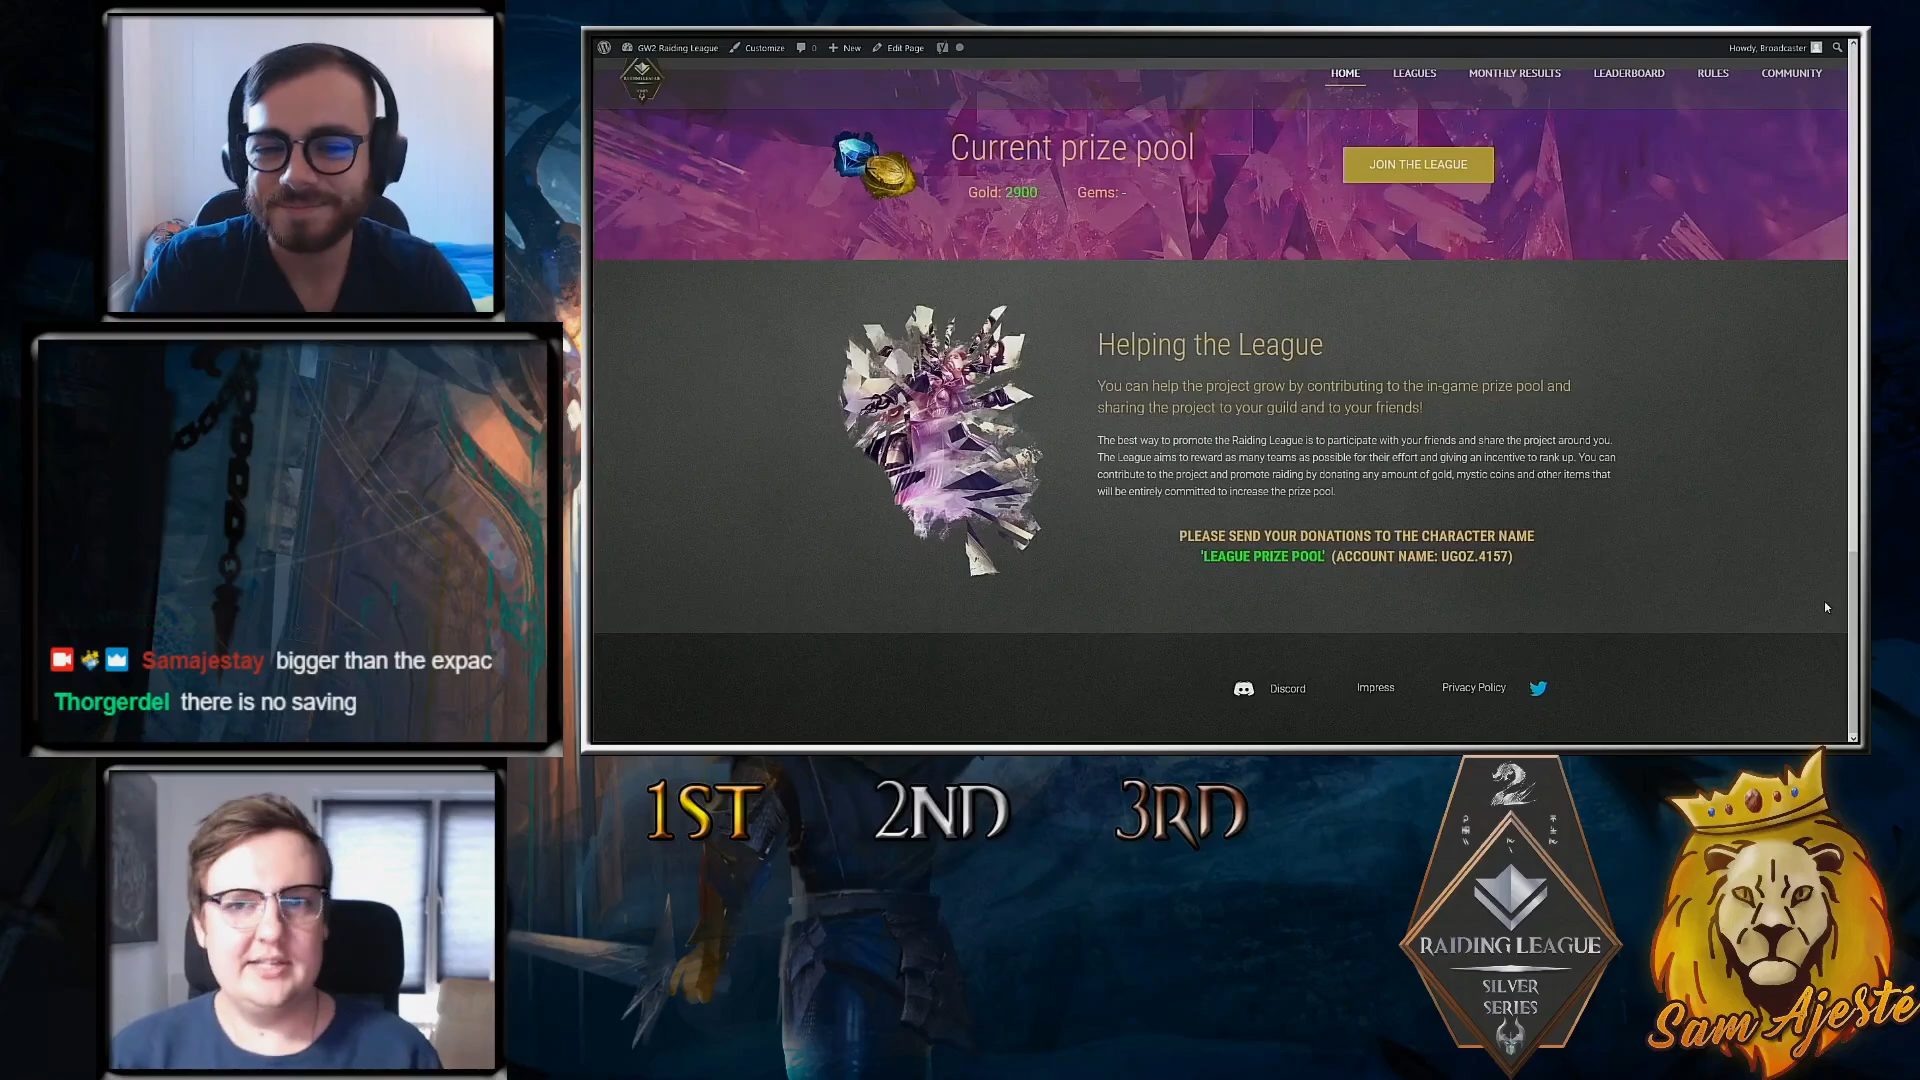 GW2 Raiding League Customize 0 New Edit Page Howdy, Broadcaster
RAIDING LEAGUE
HOME LEAGUES MONTHLY RESULTS LEADERBOARD RULES COMMUNITY
Current prize pool
Gold: 2900 Gems: -
JOIN THE LEAGUE
Helping the League
You can help the project grow by contributing to the in-game prize pool and
sharing the project to your guild and to your friends!
The best way to promote the Raiding League is to participate with your friends and share the project around you.
The League aims to reward as many teams as possible for their effort and giving an incentive to rank up. You can
contribute to the project and promote raiding by donating any amount of gold, mystic coins and other items that
will be entirely committed to increase the prize pool.
PLEASE SEND YOUR DONATIONS TO THE CHARACTER NAME
'LEAGUE PRIZE POOL' (ACCOUNT NAME: UGOZ.4157)
Discord Impress Privacy Policy
Samajestay bigger than the expac
Thorgerdel there is no saving
1ST 2ND 3RD
2
RAIDING LEAGUE
SILVER
SERIES
Sam Ajesté